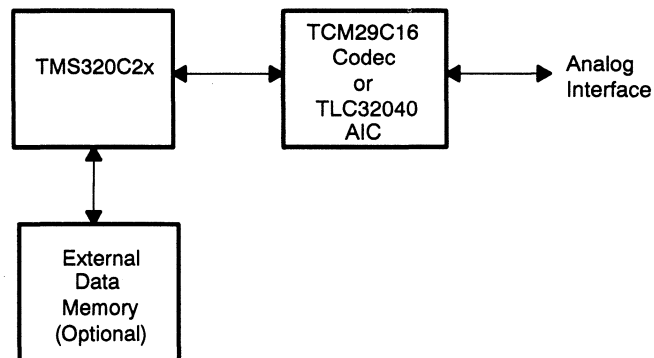 TMS320C2x
TCM29C16
Codec
or
TLC32040
AIC
Analog
Interface
External
Data
Memory
(Optional)